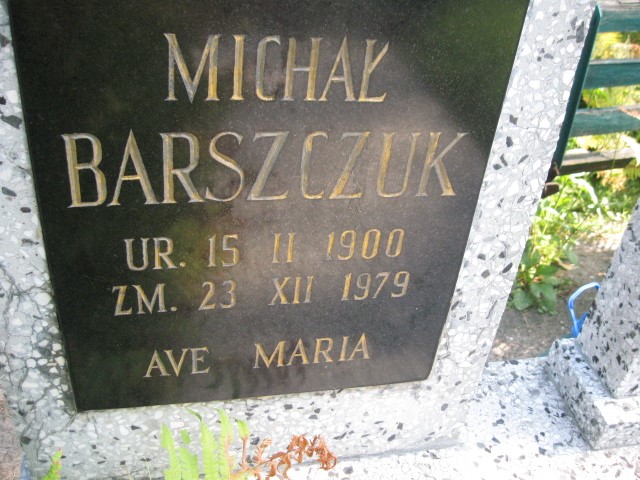 MICHAŁ
BARSZCZUK
UR. 15 II 1900
ZM. 23 XII 1979
AVE MARIA